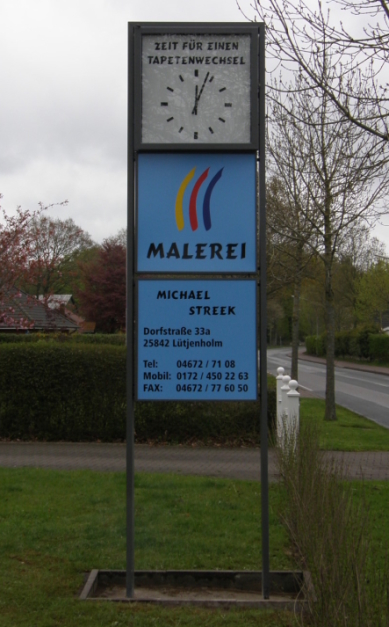 ZEIT FÜR EINEN
TAPETENWECHSEL
MALEREI
MICHAEL
STREEK
Dorfstraße 33a
25842 Lütjenholm
Tel: 04672 / 71 08
Mobil: 0172 / 450 22 63
FAX: 04672 / 77 60 50